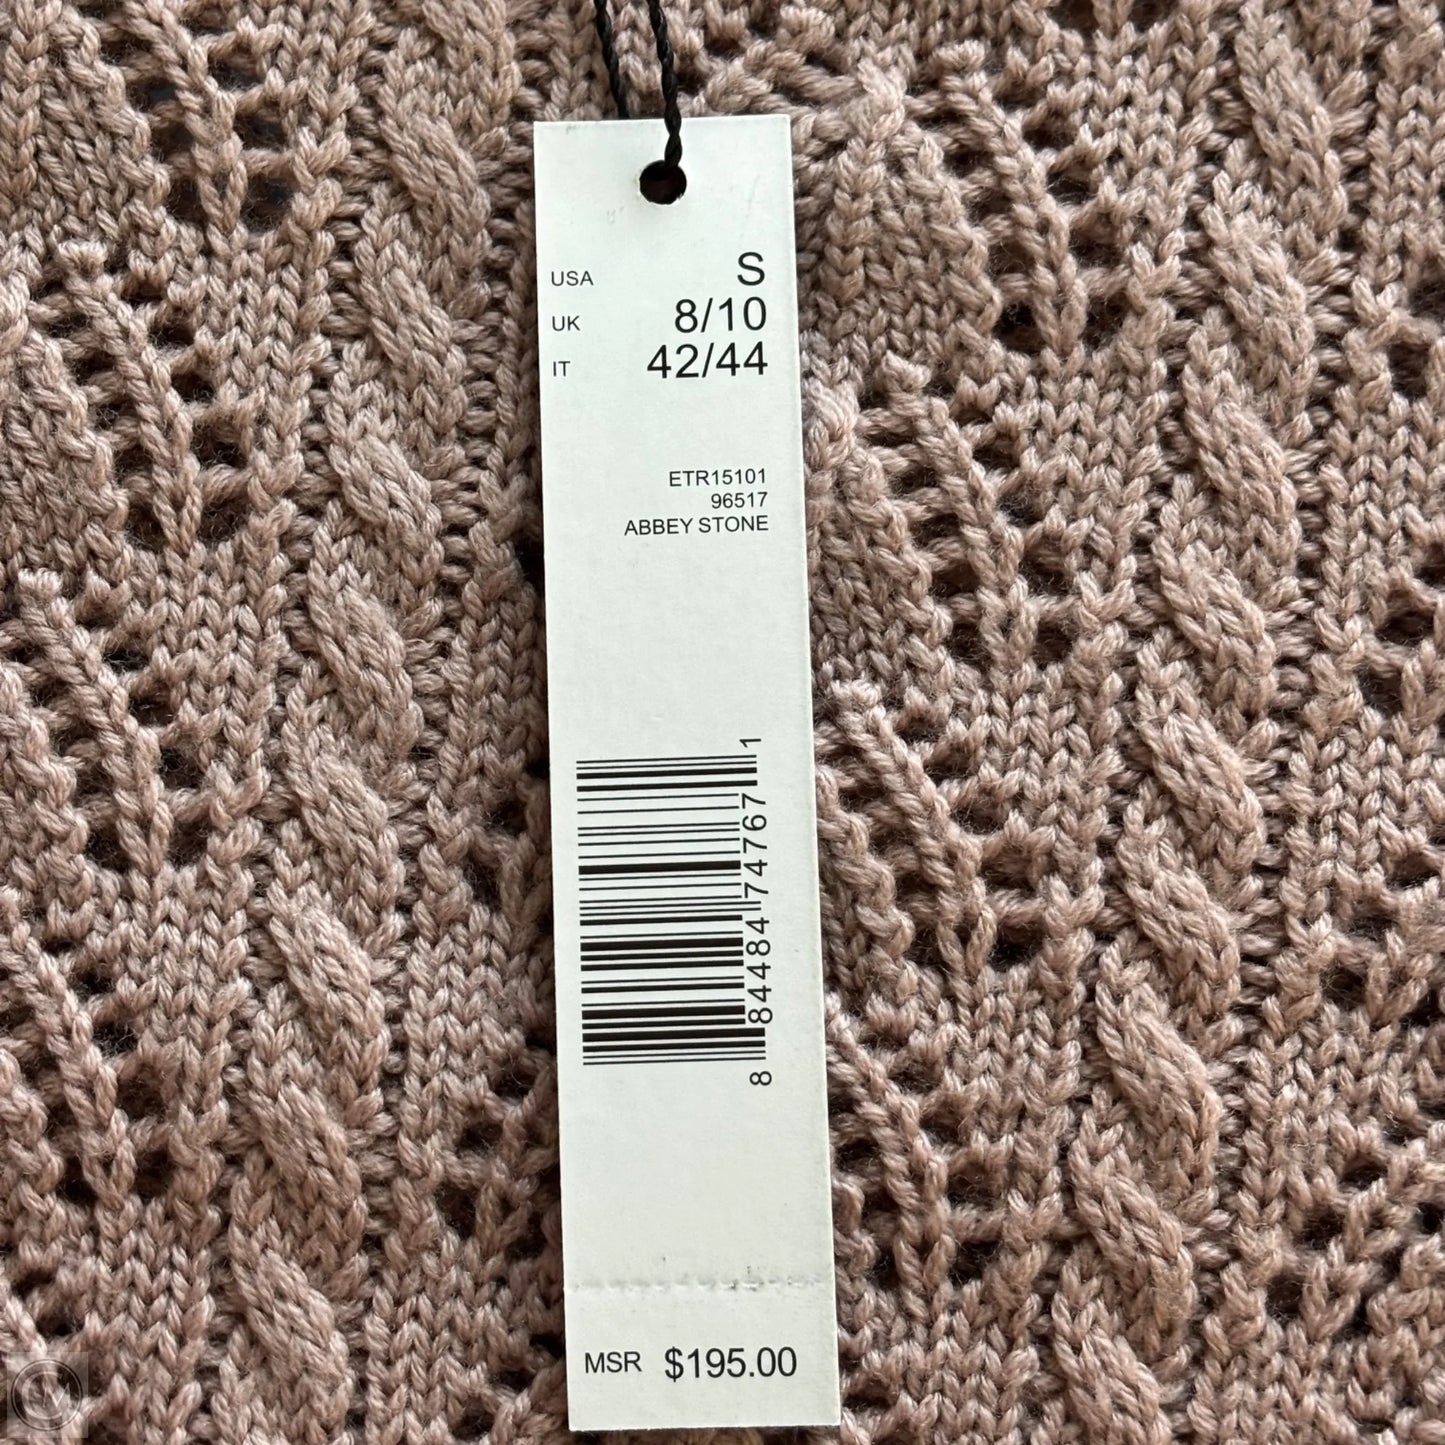 USA S
UK 8/10
IT 42/44
ETR15101
96517
ABBEY STONE
8 84484 74767 1
MSR $195.00